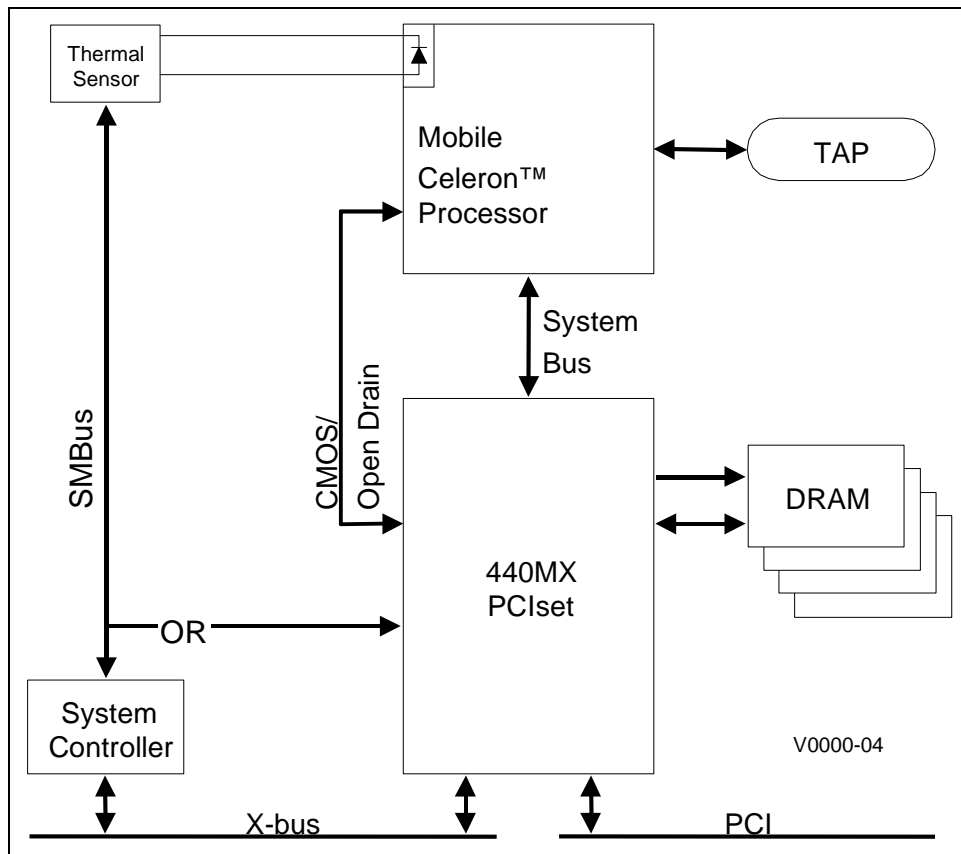 Thermal
Sensor
Mobile
Celeron™
Processor
TAP
System
Bus
SMBus
CMOS/
Open Drain
DRAM
440MX
PCIset
OR
System
Controller
V0000-04
X-bus
PCI